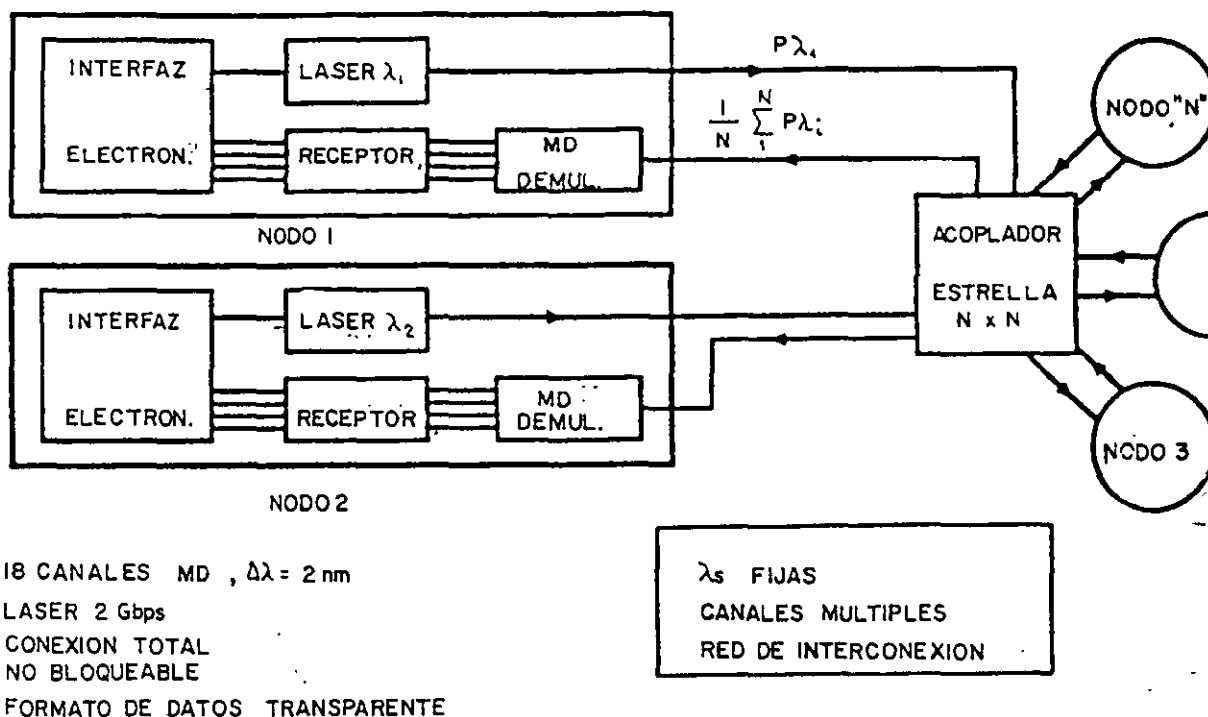 INTERFAZ
ELECTRON.
LASER λ₁
RECEPTOR
MD
DEMUL.
NODO 1
Pλ₁
1/N ∑₁ᴺ Pλᵢ
INTERFAZ
ELECTRON.
LASER λ₂
RECEPTOR
MD
DEMUL.
NODO 2
ACOPLADOR
ESTRELLA
N x N
NODO "N"
NODO 3
18 CANALES MD , Δλ = 2 nm
LASER 2 Gbps
CONEXION TOTAL
NO BLOQUEABLE
FORMATO DE DATOS TRANSPARENTE
λs FIJAS
CANALES MULTIPLES
RED DE INTERCONEXION